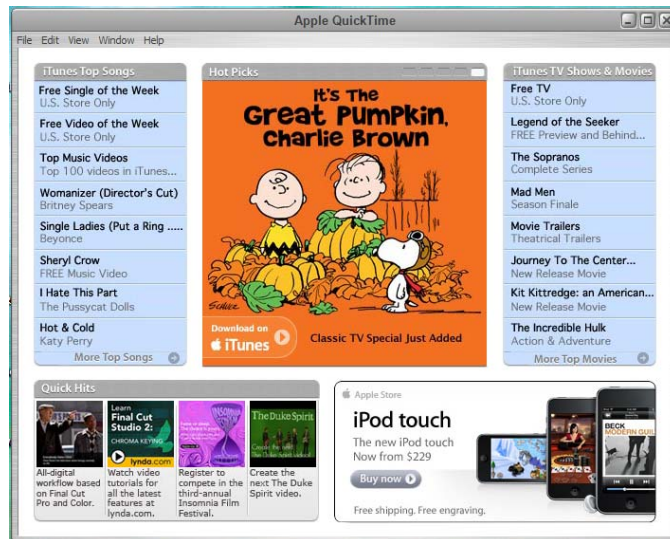 Apple QuickTime
File Edit View Window Help
iTunes Top Songs
Free Single of the Week
U.S. Store Only
Free Video of the Week
U.S. Store Only
Top Music Videos
Top 100 videos in iTunes...
Womanizer (Director's Cut)
Britney Spears
Single Ladies (Put a Ring .....
Beyonce
Sheryl Crow
FREE Music Video
I Hate This Part
The Pussycat Dolls
Hot & Cold
Katy Perry
More Top Songs
Hot Picks
It's The
Great Pumpkin,
Charlie Brown
SCHULZ
Download on
iTunes
Classic TV Special Just Added
iTunes TV Shows & Movies
Free TV
U.S. Store Only
Legend of the Seeker
FREE Preview and Behind...
The Sopranos
Complete Series
Mad Men
Season Finale
Movie Trailers
Theatrical Trailers
Journey To The Center...
New Release Movie
Kit Kittredge: an American...
New Release Movie
The Incredible Hulk
Action & Adventure
More Top Movies
Quick Hits
All-digital
workflow based
on Final Cut
Pro and Color.
Learn
Final Cut
Studio 2:
CHROMA KEYING
lynda.com
Watch video
tutorials for
all the latest
features at
lynda.com.
INSOMNIA
FILM
Register to
compete in the
third-annual
Insomnia Film
Festival.
The Duke Spirit
Create the
next The Duke
Spirit video.
Apple Store
iPod touch
The new iPod touch
Now from $229
Buy now
Free shipping. Free engraving.
BECK
MODERN GUIL